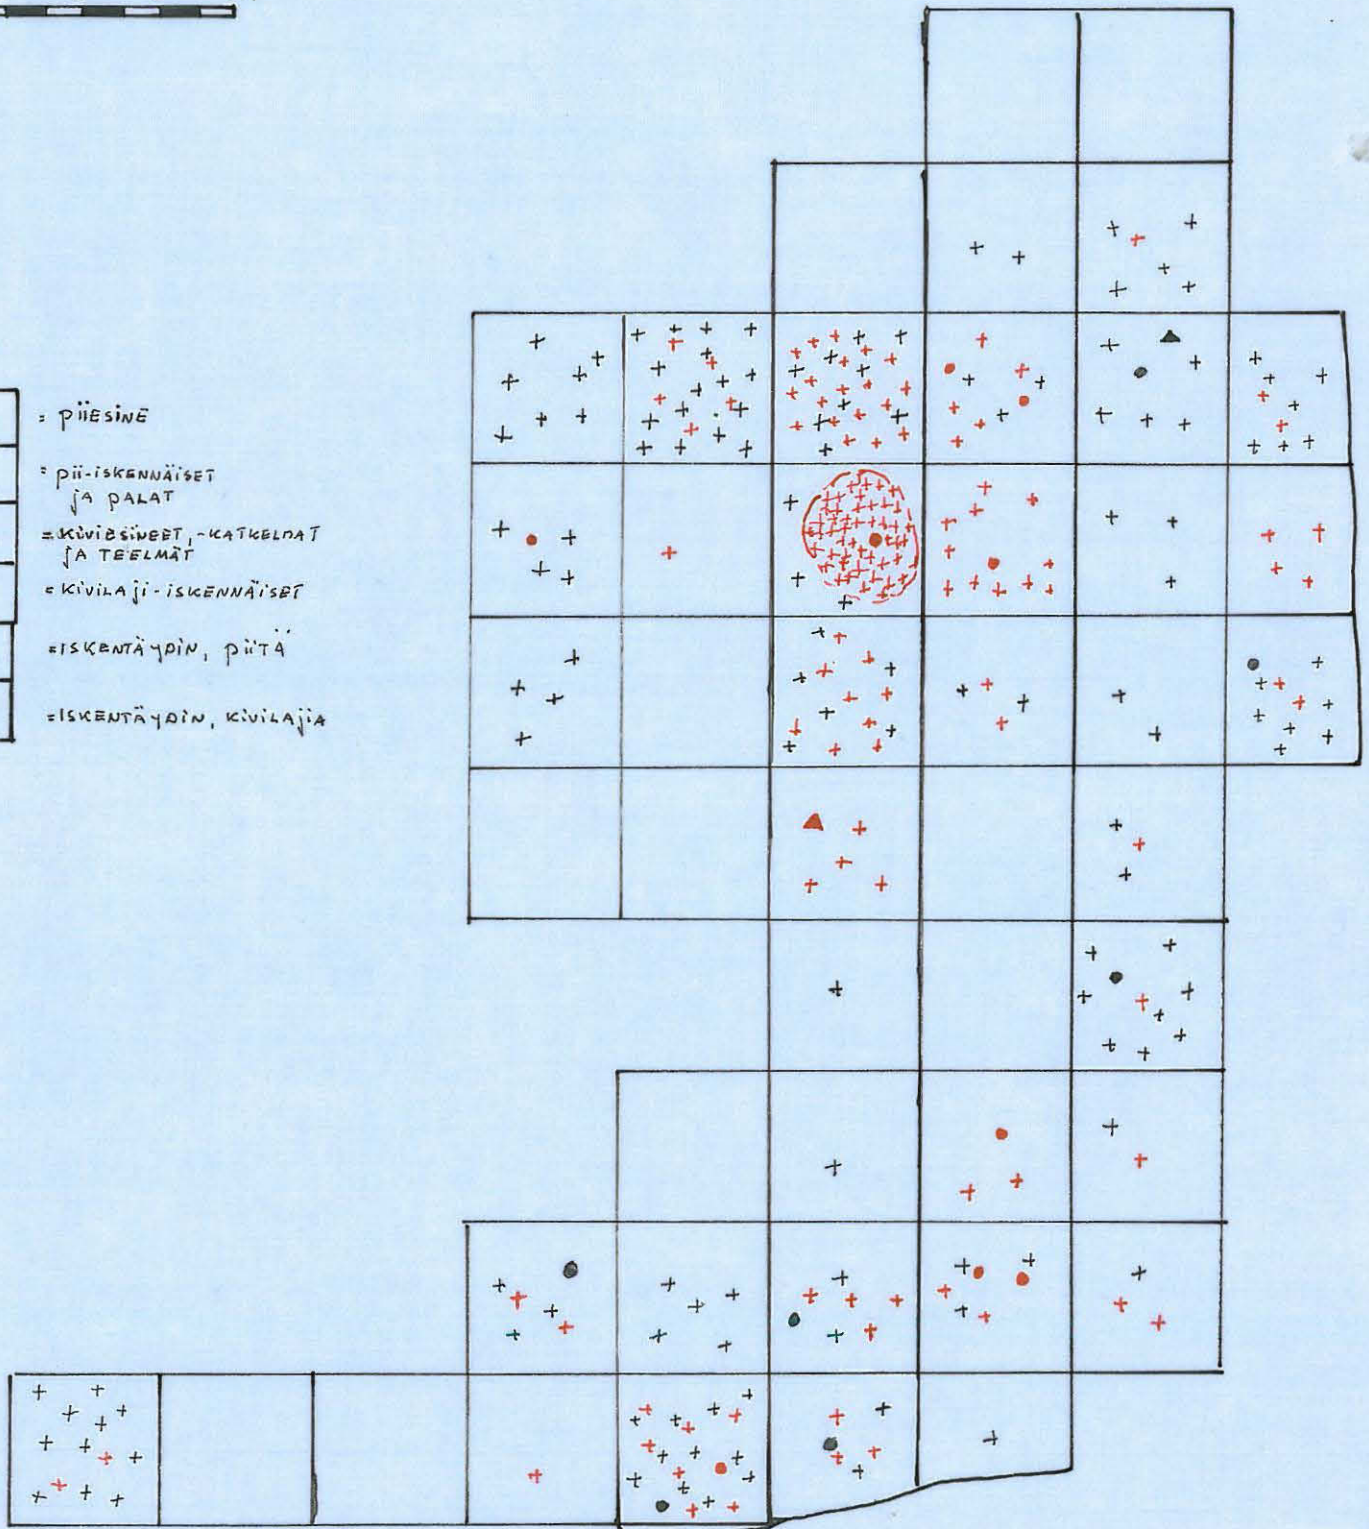 = piiESiNE
= pii-iSKENNÄiSET
jA PALAT
= KiViESiNEET, -KATKELMAT
jA TEELMÄT
= KiViLAji-iSKENNÄiSET
= ISKENTÄYDIN, piiTÄ
= ISKENTÄYDIN, KiViLAjiA